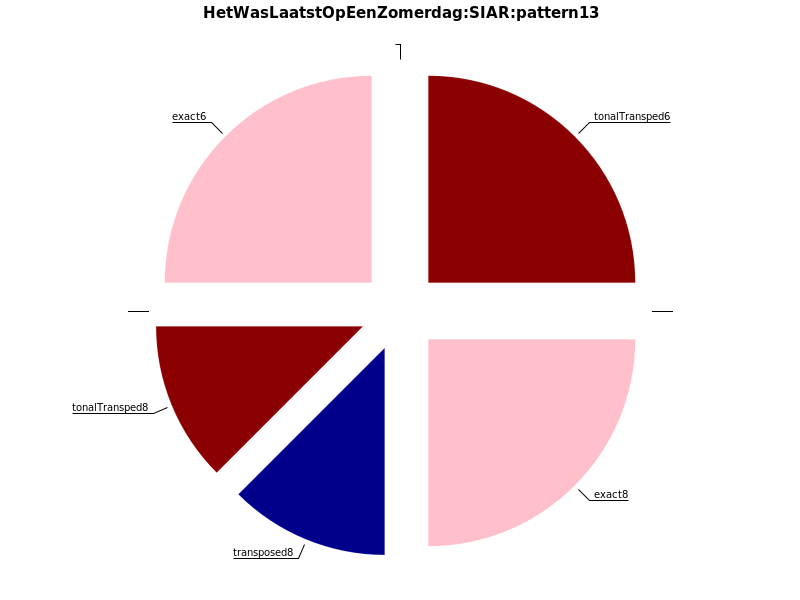 HetWasLaatstOpEenZomerdag:SIAR:pattern13
exact6
tonalTransped6
tonalTransped8
exact8
transposed8